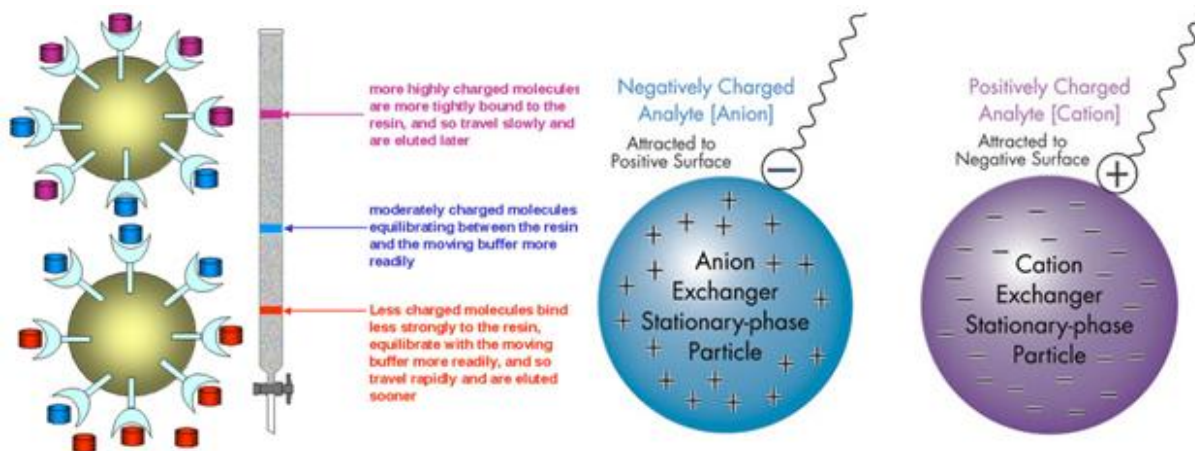 more highly charged molecules
are more tightly bound to the
resin, and so travel slowly and
are eluted later
moderately charged molecules
equilibrating between the resin
and the moving buffer more
readily
Less charged molecules bind
less strongly to the resin,
equilibrate with the moving
buffer more readily, and so
travel rapidly and are eluted
sooner
Negatively Charged
Analyte [Anion]
Attracted to
Positive Surface
Anion
Exchanger
Stationary-phase
Particle
Positively Charged
Analyte [Cation]
Attracted to
Negative Surface
Cation
Exchanger
Stationary-phase
Particle